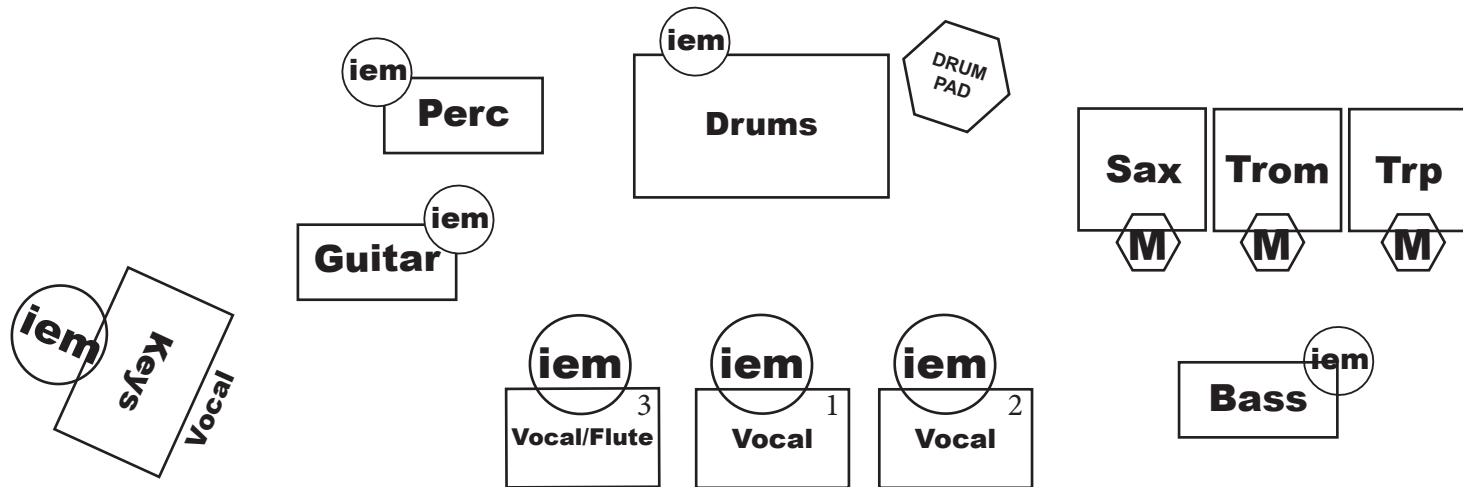 iem
Perc
iem
Drums
DRUM
PAD
Sax
Trom
Trp
M
M
M
iem
Guitar
iem
Keys
Vocal
iem
3
Vocal/Flute
iem
1
Vocal
iem
2
Vocal
iem
Bass